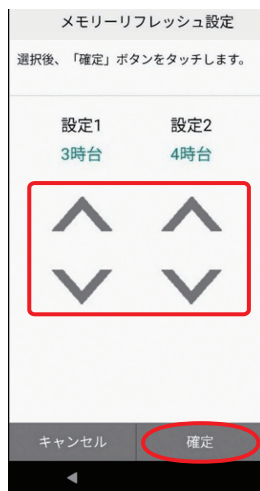 メモリーリフレッシュ設定
選択後、「確定」ボタンをタッチします。
設定1 設定2
3時台 4時台
キャンセル 確定